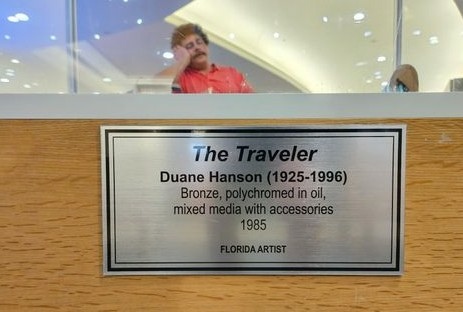 The Traveler
Duane Hanson (1925-1996)
Bronze, polychromed in oil,
mixed media with accessories
1985
FLORIDA ARTIST